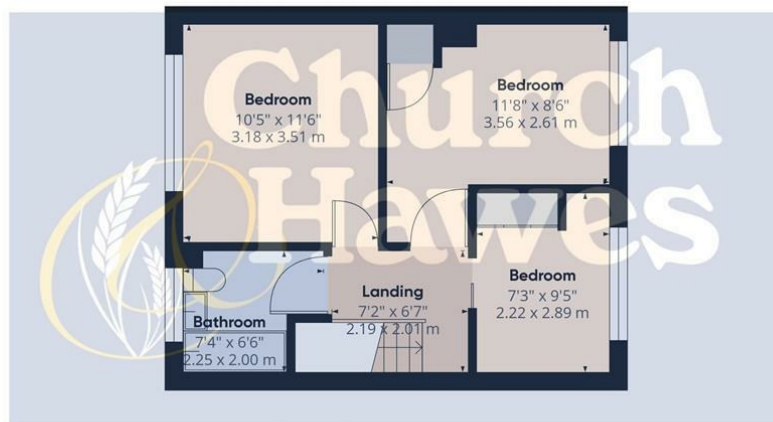 Church
Hawes
Bedroom
10'5" x 11'6"
3.18 x 3.51 m
Bedroom
11'8" x 8'6"
3.56 x 2.61 m
Bedroom
7'3" x 9'5"
2.22 x 2.89 m
Landing
7'2" x 6'7"
2.19 x 2.01 m
Bathroom
7'4" x 6'6"
2.25 x 2.00 m